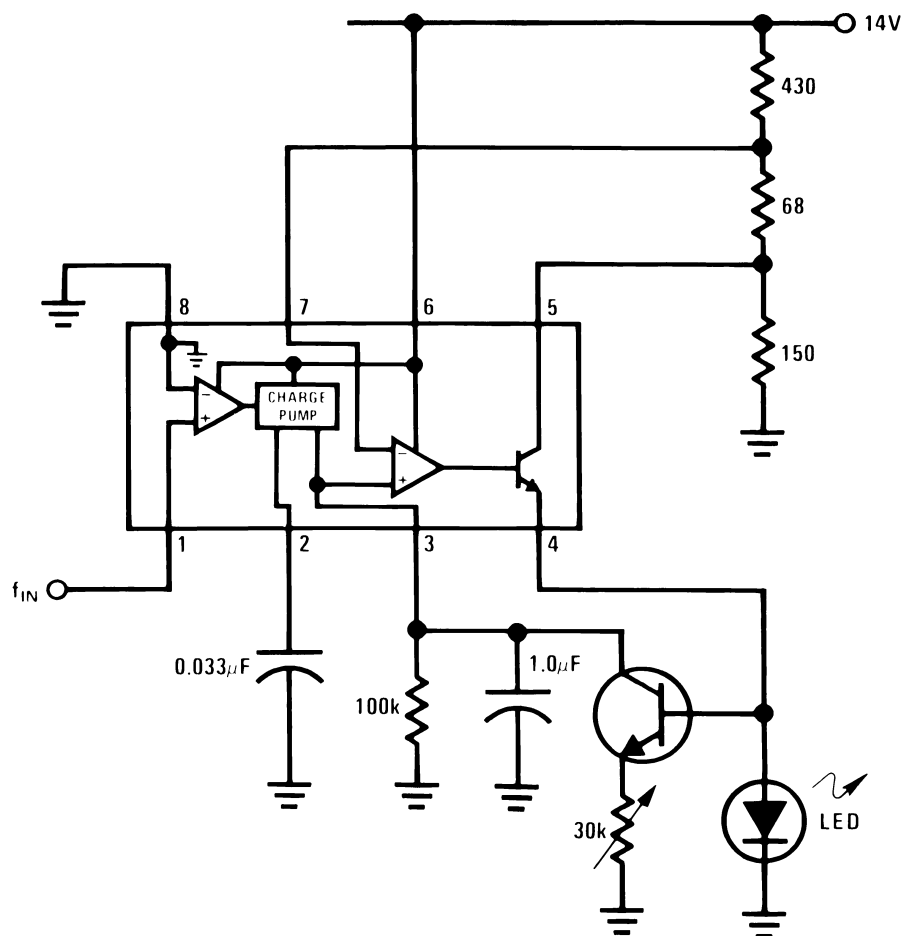 14V
430
68
8 7 6 5
150
−
+
CHARGE
PUMP
−
+
1 2 3 4
fIN
0.033μF
1.0μF
100k
30k
LED